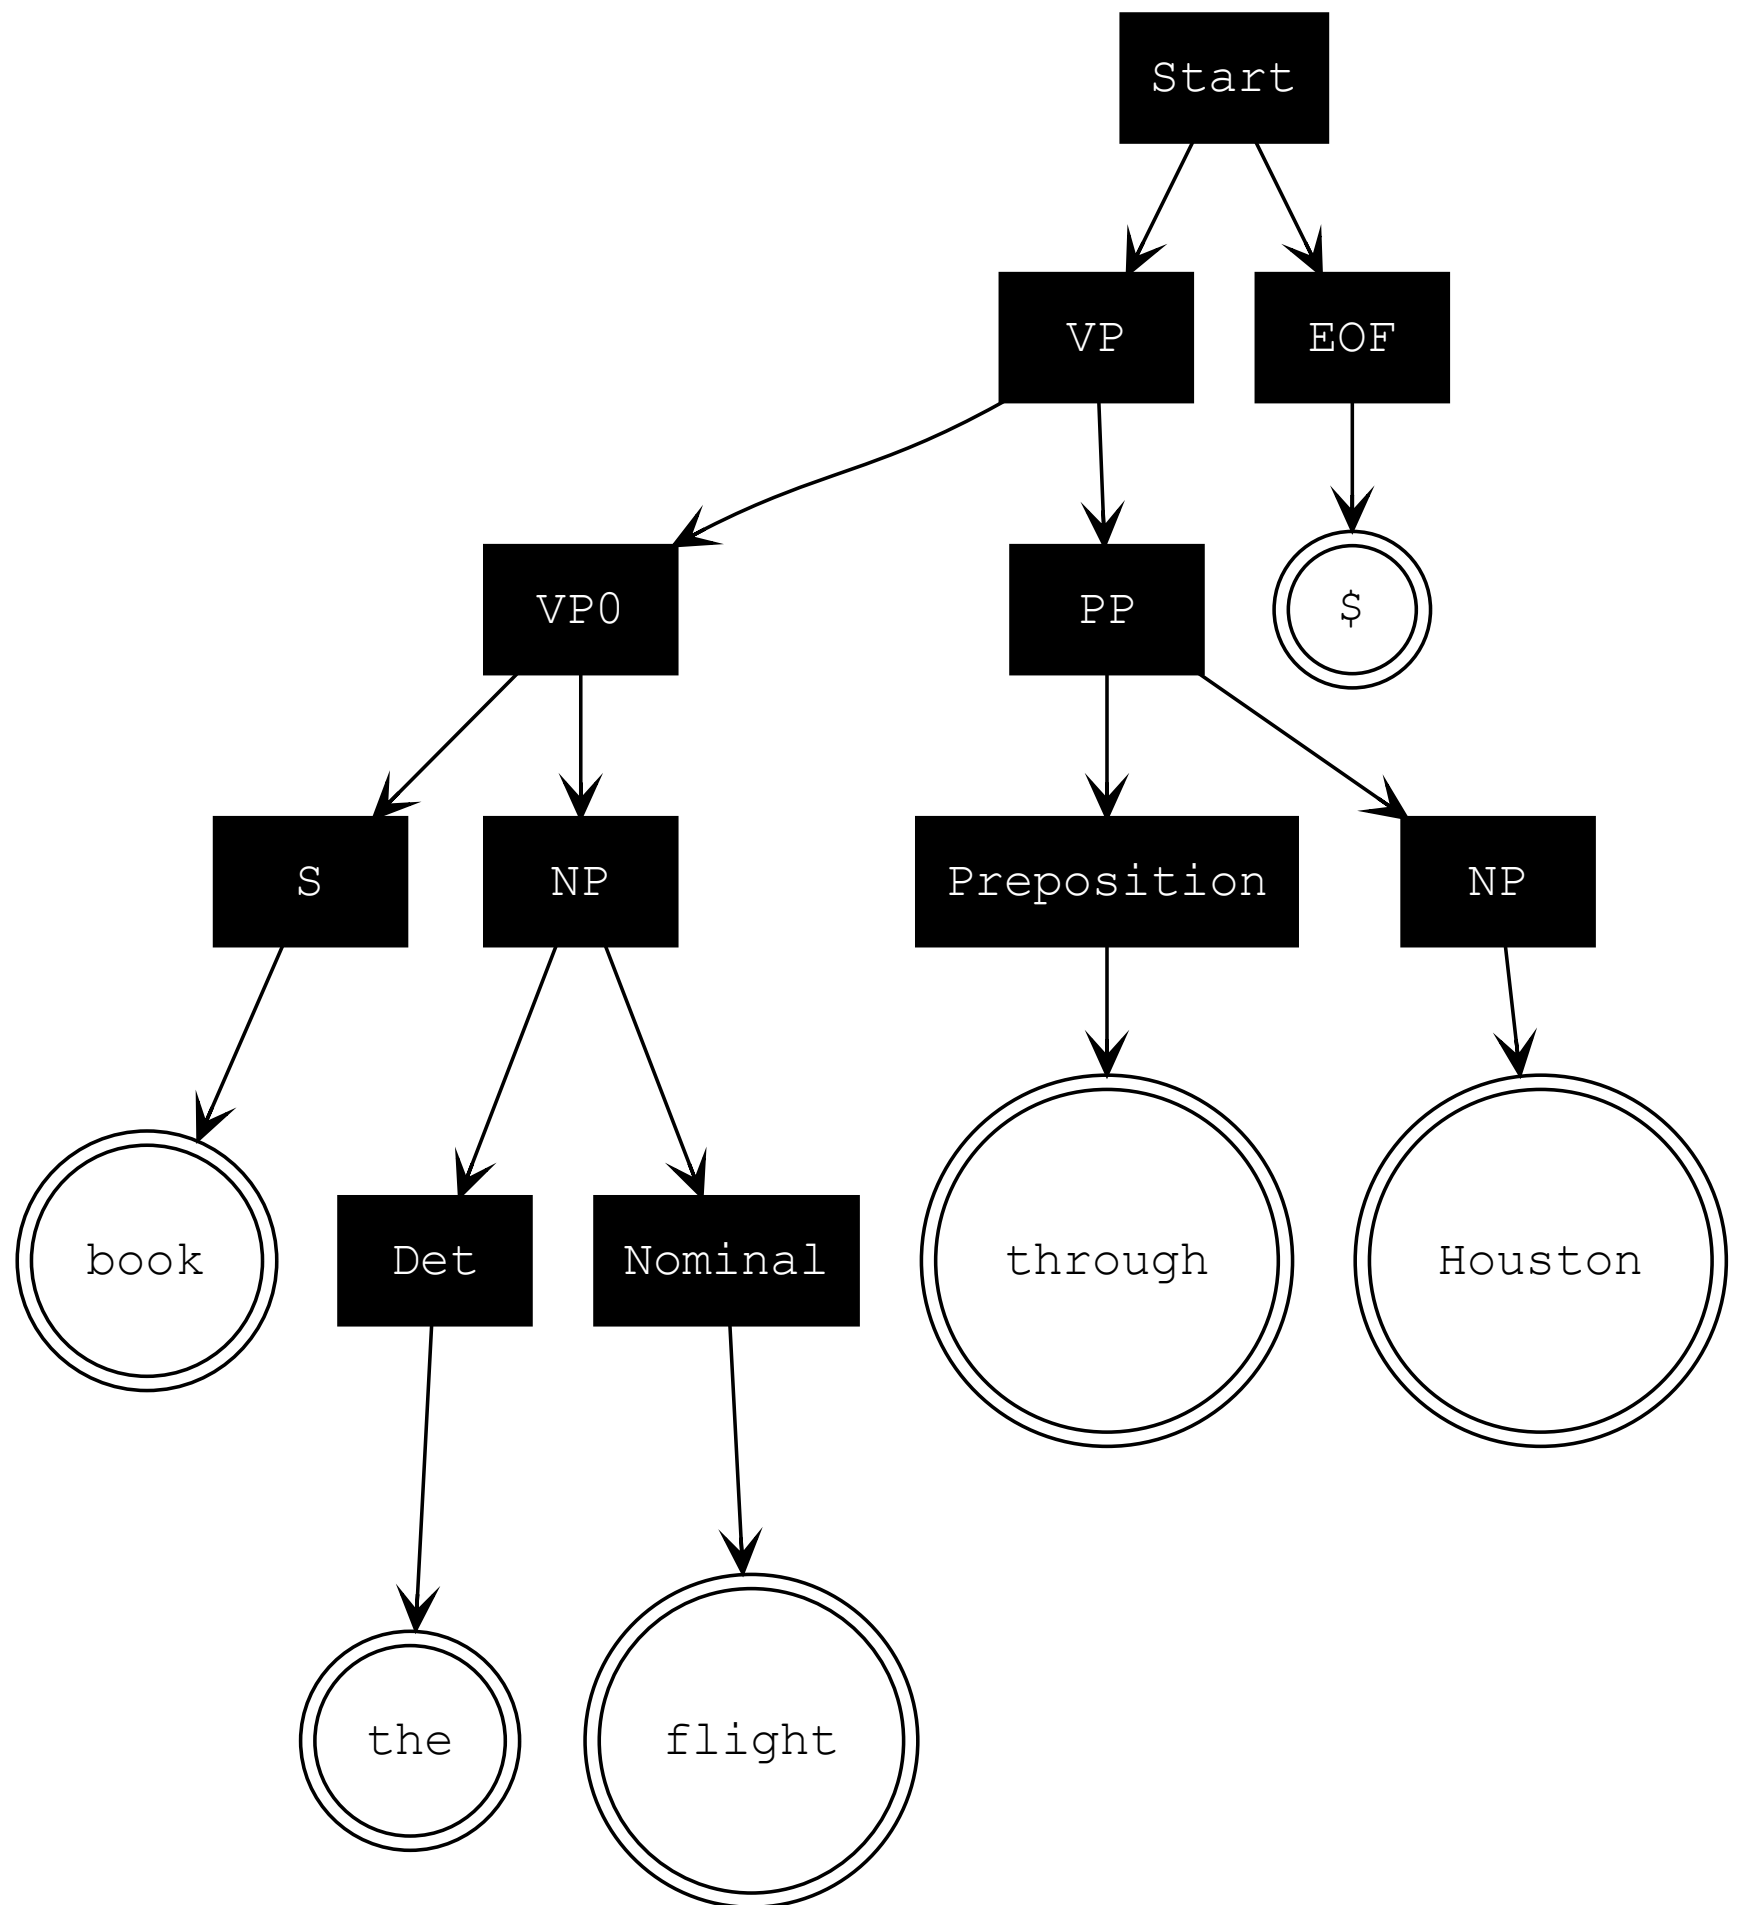 Start
VP EOF
VP0 PP $
S NP Preposition NP
book Det Nominal through Houston
the flight